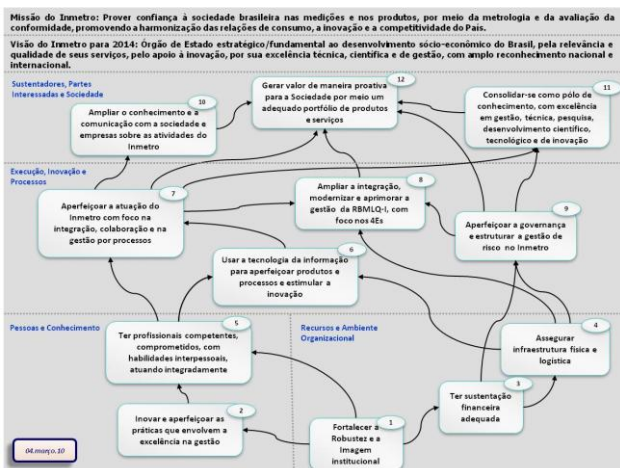 Missão do Inmetro: Prover confiança à sociedade brasileira nas medições e nos produtos, por meio da metrologia e da avaliação da
conformidade, promovendo a harmonização das relações de consumo, a inovação e a competitividade do País.
Visão do Inmetro para 2014: Órgão de Estado estratégico/fundamental ao desenvolvimento sócio-econômico do Brasil, pela relevância e
qualidade de seus serviços, pelo apoio à inovação, por sua excelência técnica, científica e de gestão, com amplo reconhecimento nacional e
internacional.
Sustentadores, Partes
Interessadas e Sociedade
10
Ampliar o conhecimento e a
comunicação com a sociedade e
empresas sobre as atividades do
Inmetro
12
Gerar valor de maneira proativa
para a Sociedade por meio um
adequado portfólio de produtos
e serviços
11
Consolidar-se como pólo de
conhecimento, com excelência
em gestão, técnica, pesquisa,
desenvolvimento científico,
tecnológico e de inovação
Execução, Inovação e
Processos
7
Aperfeiçoar a atuação do
Inmetro com foco na
integração, colaboração e na
gestão por processos
8
Ampliar a integração,
modernizar e aprimorar a
gestão da RBMLQ-I, com
foco nos 4Es
9
Aperfeiçoar a governança
e estruturar a gestão de
risco no Inmetro
6
Usar a tecnologia da informação
para aperfeiçoar produtos e
processos e estimular a
inovação
Pessoas e Conhecimento
5
Ter profissionais competentes,
comprometidos, com
habilidades interpessoais,
atuando integradamente
Recursos e Ambiente
Organizacional
4
Assegurar
infraestrutura física e
logística
3
Ter sustentação
financeira
adequada
2
Inovar e aperfeiçoar as
práticas que envolvem a
excelência na gestão
1
Fortalecer a
Robustez e a
Imagem
institucional
04.março.10